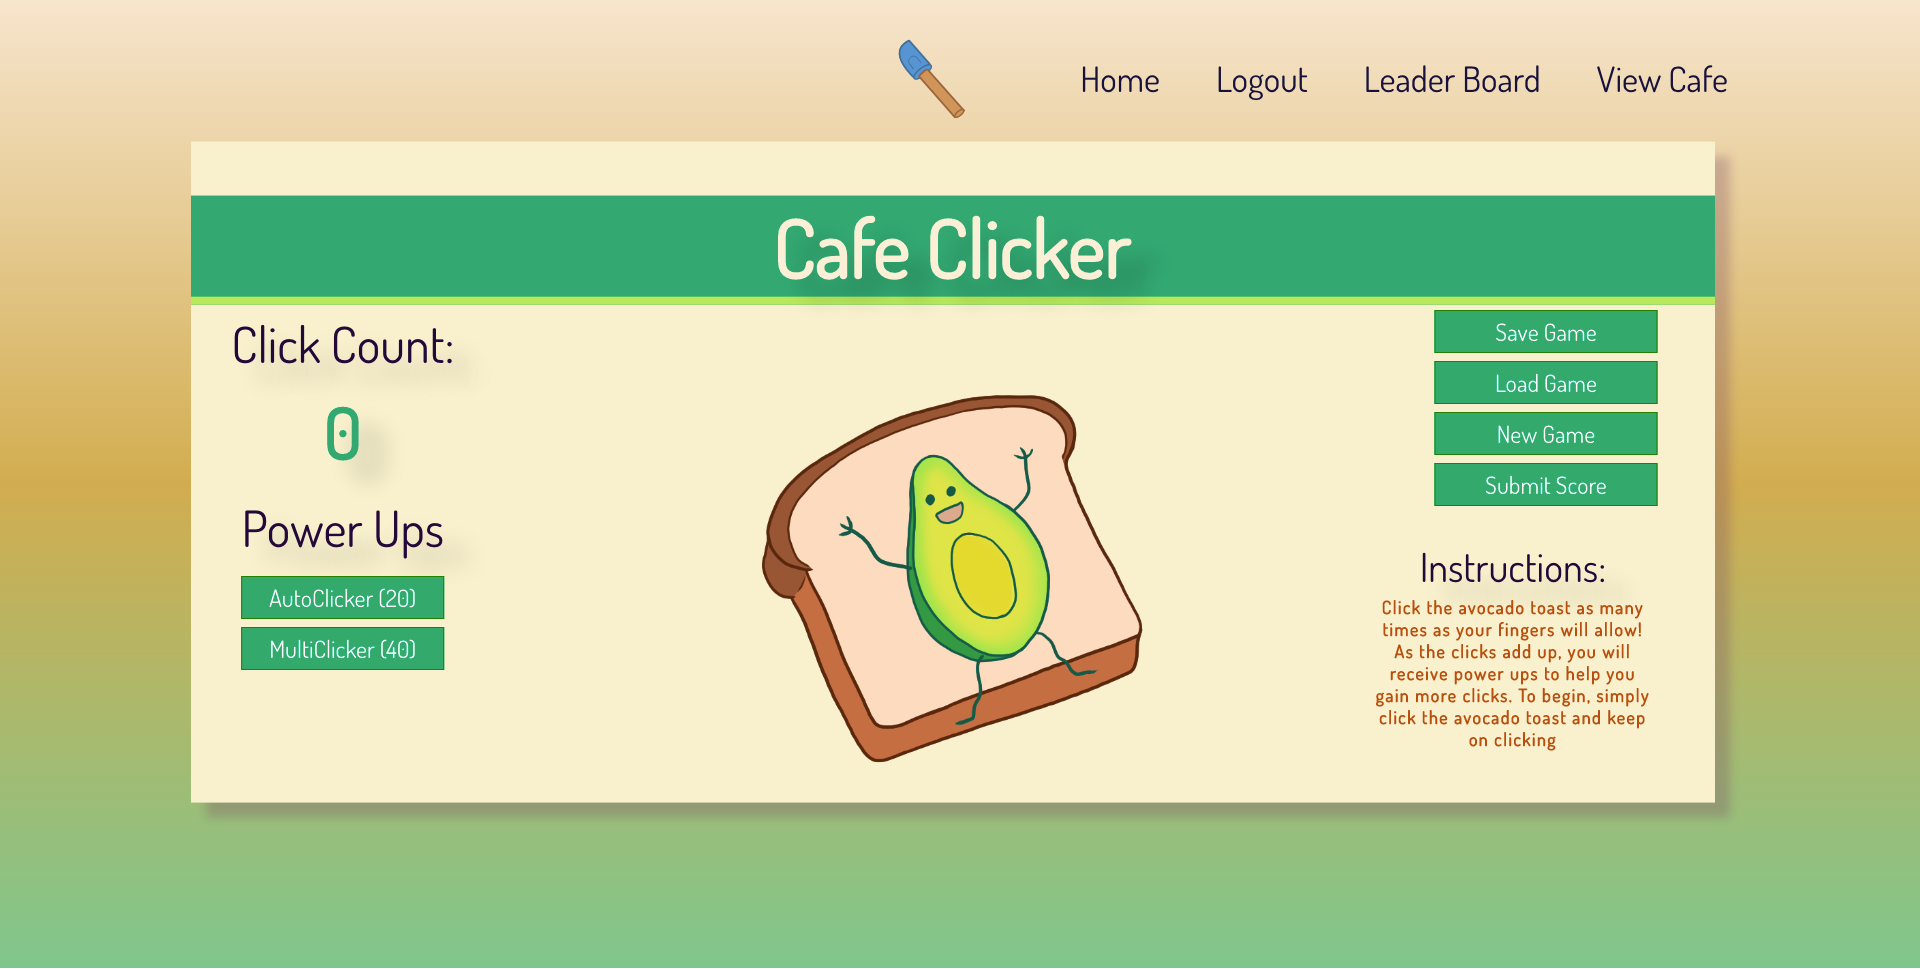 Home Logout Leader Board View Cafe
Cafe Clicker
Click Count:
0
Power Ups
AutoClicker (20)
MultiClicker (40)
Save Game
Load Game
New Game
Submit Score
Instructions:
Click the avocado toast as many
times as your fingers will allow!
As the clicks add up, you will
receive power ups to help you
gain more clicks. To begin, simply
click the avocado toast and keep
on clicking